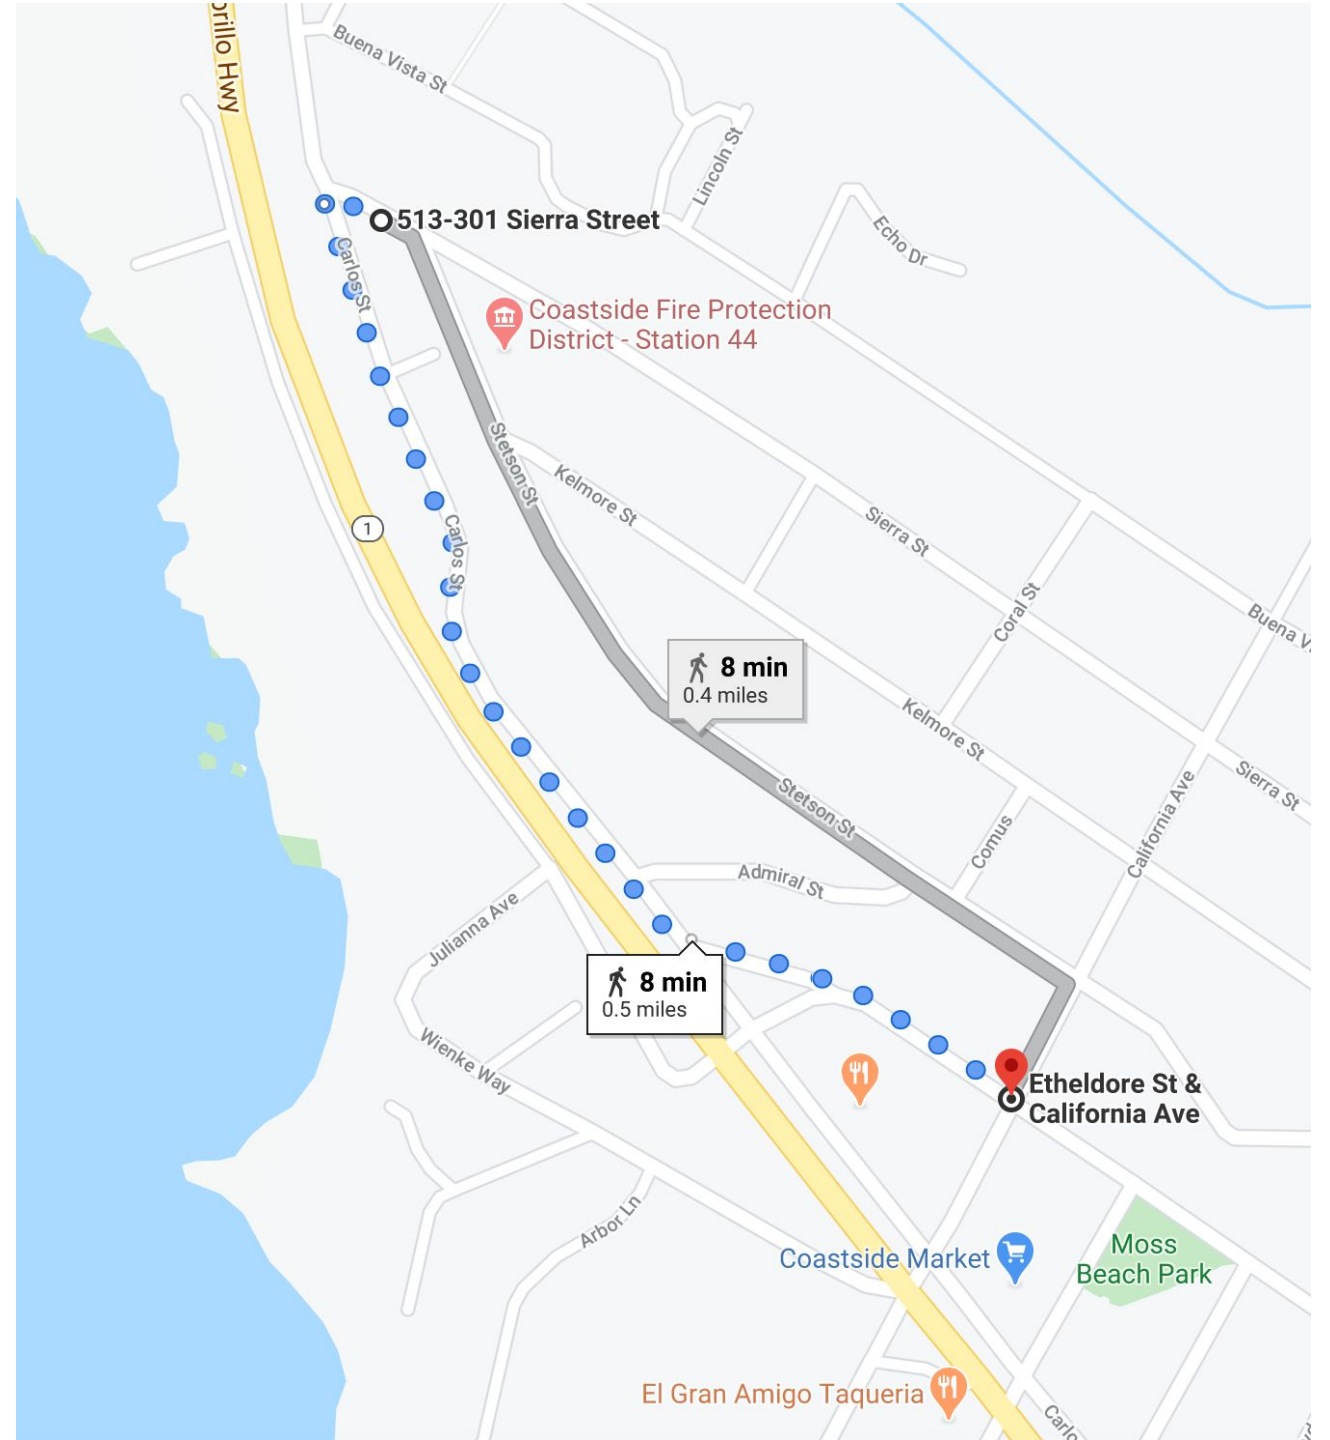 orillo Hwy
Buena Vista St
Lincoln St
513-301 Sierra Street
Echo Dr
Carlos St
Coastside Fire Protection
District - Station 44
Stetson St
Kelmore St
1
Sierra St
Carlos St
Coral St
Buena Vi
8 min
0.4 miles
Kelmore St
Sierra St
Stetson St
California Ave
Comus
Admiral St
Julianna Ave
8 min
0.5 miles
Wienke Way
Etheldore St &
California Ave
Arbor Ln
Coastside Market
Moss
Beach Park
El Gran Amigo Taqueria
Carlo